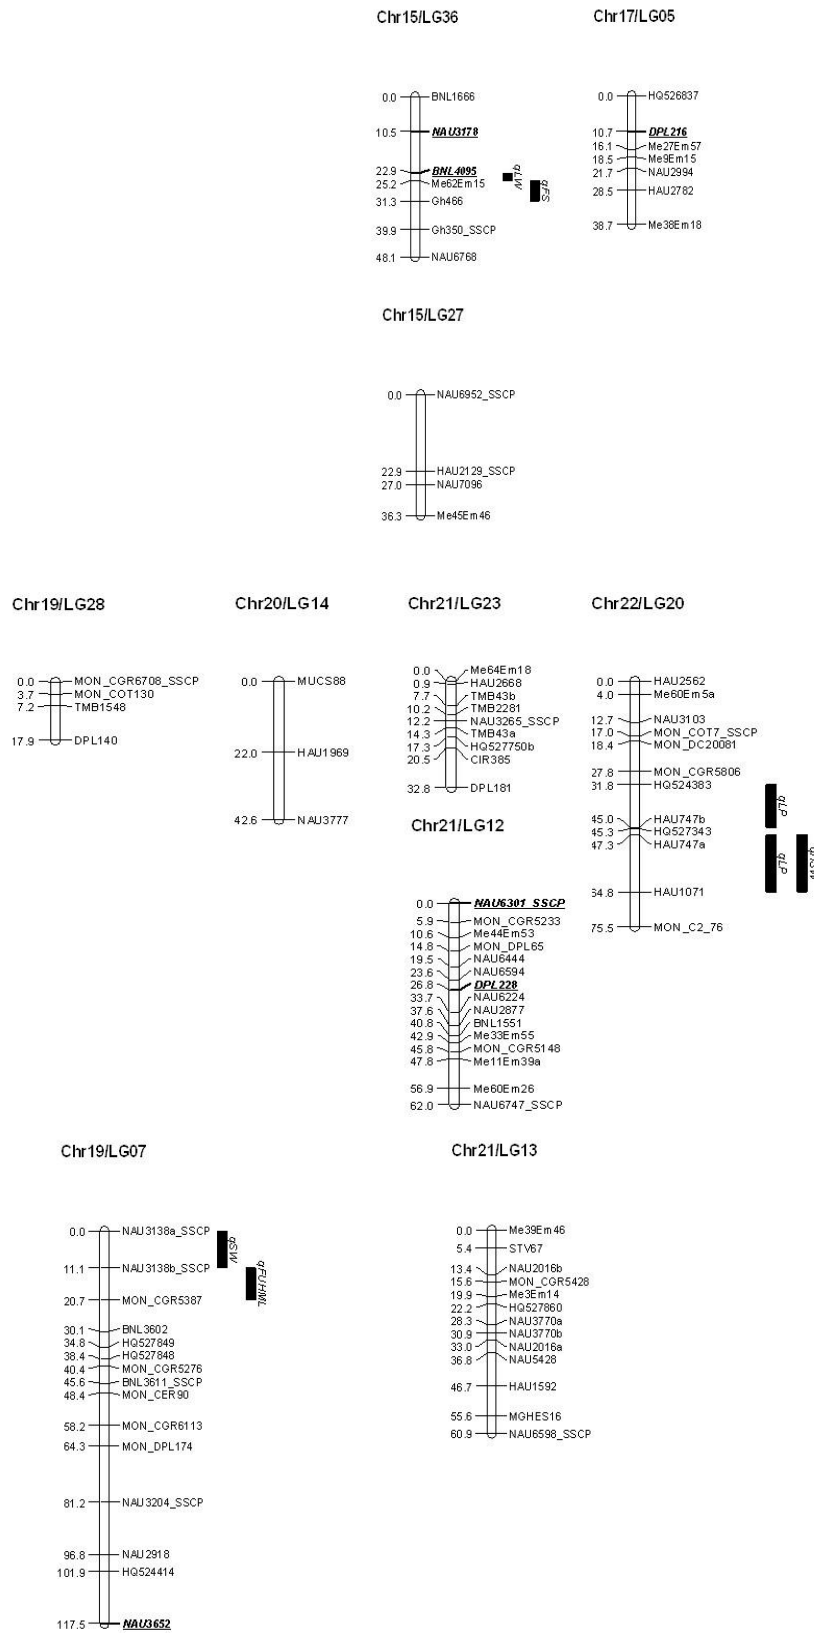 Chr15/LG36
0.0 BNL1666
10.5 NAU3178
22.9 BNL4095
25.2 Me62Em15
31.3 Gh466
39.9 Gh350_SSCP
48.1 NAU6768
qLW
qFS
Chr17/LG05
0.0 HQ526837
10.7 DPL216
16.1 Me27Em57
18.5 Me9Em15
21.7 NAU2994
28.5 HAU2782
38.7 Me38Em18
Chr15/LG27
0.0 NAU6952_SSCP
22.9 HAU2129_SSCP
27.0 NAU7096
36.3 Me45Em46
Chr19/LG28
0.0 MON_CGR6708_SSCP
3.7 MON_COT130
7.2 TMB1548
17.9 DPL140
Chr20/LG14
0.0 MUCS88
22.0 HAU1969
42.6 NAU3777
Chr21/LG23
0.0 Me64Em18
0.9 HAU2668
7.7 TMB43b
10.2 TMB2281
12.2 NAU3265_SSCP
14.3 TMB43a
17.3 HQ527750b
20.5 CIR385
32.8 DPL181
Chr22/LG20
0.0 HAU2562
4.0 Me60Em5a
12.7 NAU3103
17.0 MON_COT7_SSCP
18.4 MON_DC20081
27.8 MON_CGR5806
31.8 HQ524383
45.0 HAU747b
45.3 HQ527343
47.3 HAU747a
64.8 HAU1071
75.5 MON_C2_76
qLP
qLP
Chr21/LG12
0.0 NAU6301_SSCP
5.9 MON_CGR5233
10.6 Me44Em53
14.8 MON_DPL65
19.5 NAU6444
23.6 NAU6594
26.8 DPL228
33.7 NAU6224
37.6 NAU2877
40.8 BNL1551
42.9 Me33Em55
45.8 MON_CGR5148
47.8 Me11Em39a
56.9 Me60Em26
62.0 NAU6747_SSCP
Chr19/LG07
0.0 NAU3138a_SSCP
11.1 NAU3138b_SSCP
20.7 MON_CGR5387
30.1 BNL3602
34.8 HQ527849
38.4 HQ527848
40.4 MON_CGR5276
45.6 BNL3611_SSCP
48.4 MON_CER90
58.2 MON_CGR6113
64.3 MON_DPL174
81.2 NAU3204_SSCP
96.8 NAU2918
101.9 HQ524414
117.5 NAU3652
qSW
qFUHML
Chr21/LG13
0.0 Me39Em46
5.4 STV67
13.4 NAU2016b
15.6 MON_CGR5428
19.9 Me3Em14
22.2 HQ527860
28.3 NAU3770a
30.9 NAU3770b
33.0 NAU2016a
36.8 NAU5428
46.7 HAU1592
55.6 MGHES16
60.9 NAU6598_SSCP